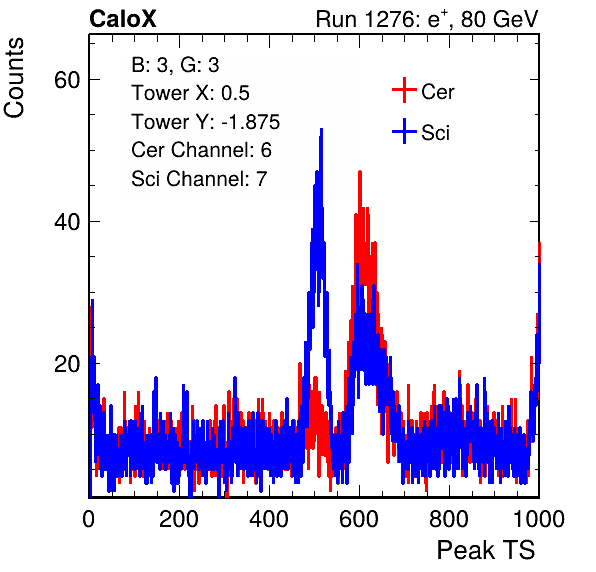 CaloX Run 1276: e+, 80 GeV
Counts
B: 3, G: 3
Tower X: 0.5
Tower Y: -1.875
Cer Channel: 6
Sci Channel: 7
Cer
Sci
60
40
20
0 200 400 600 800 1000
Peak TS